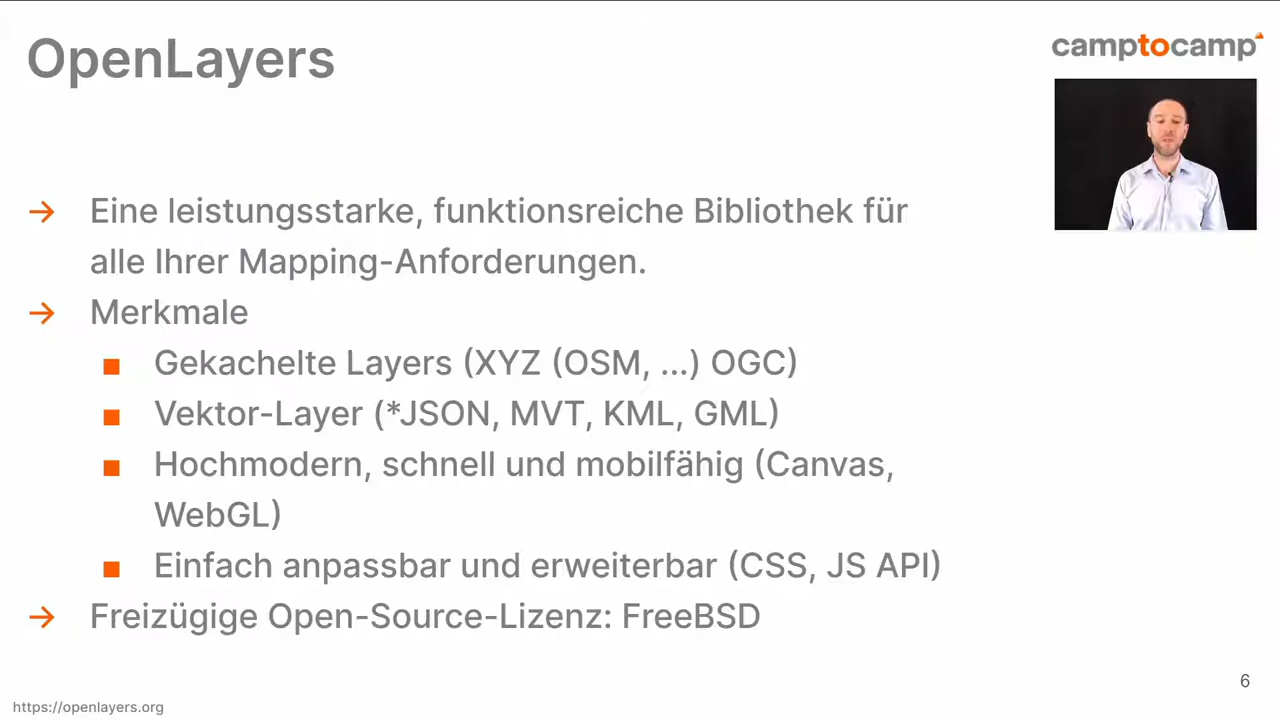 OpenLayers
camptocamp
→ Eine leistungsstarke, funktionsreiche Bibliothek für
alle Ihrer Mapping-Anforderungen.
→ Merkmale
■ Gekachelte Layers (XYZ (OSM, ...) OGC)
■ Vektor-Layer (*JSON, MVT, KML, GML)
■ Hochmodern, schnell und mobilfähig (Canvas,
WebGL)
■ Einfach anpassbar und erweiterbar (CSS, JS API)
→ Freizügige Open-Source-Lizenz: FreeBSD
6
https://openlayers.org